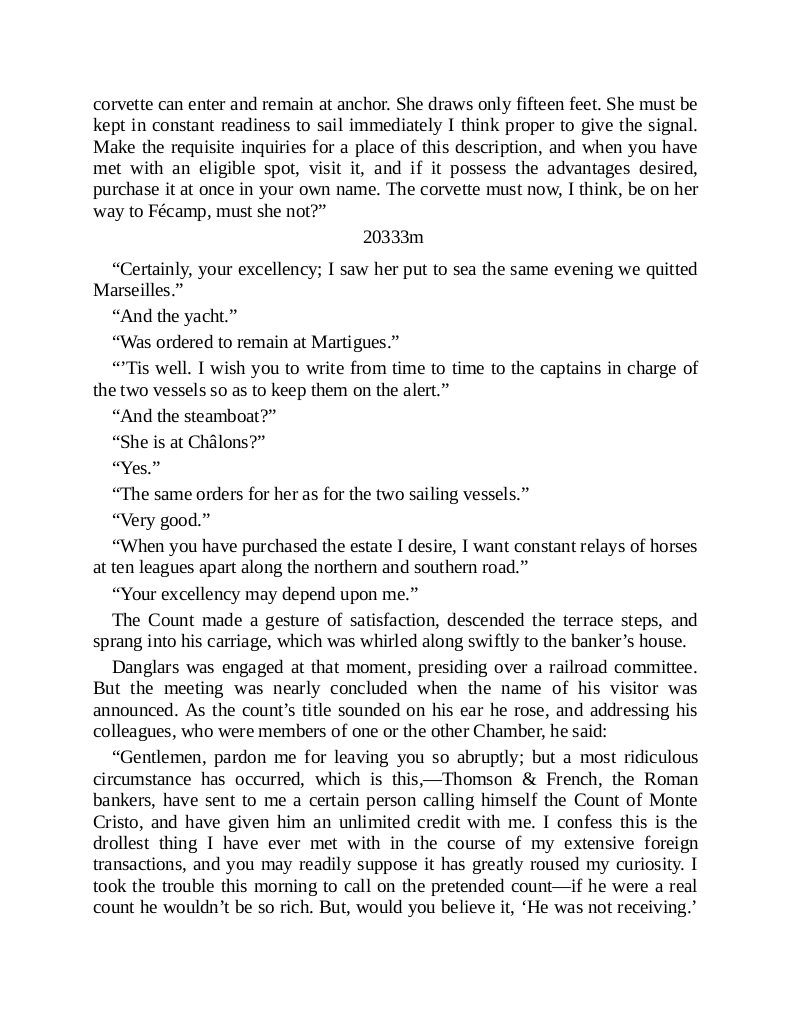 corvette can enter and remain at anchor. She draws only fifteen feet. She must be
kept in constant readiness to sail immediately I think proper to give the signal.
Make the requisite inquiries for a place of this description, and when you have
met with an eligible spot, visit it, and if it possess the advantages desired,
purchase it at once in your own name. The corvette must now, I think, be on her
way to Fécamp, must she not?”
20333m
“Certainly, your excellency; I saw her put to sea the same evening we quitted
Marseilles.”
“And the yacht.”
“Was ordered to remain at Martigues.”
“’Tis well. I wish you to write from time to time to the captains in charge of
the two vessels so as to keep them on the alert.”
“And the steamboat?”
“She is at Châlons?”
“Yes.”
“The same orders for her as for the two sailing vessels.”
“Very good.”
“When you have purchased the estate I desire, I want constant relays of horses
at ten leagues apart along the northern and southern road.”
“Your excellency may depend upon me.”
The Count made a gesture of satisfaction, descended the terrace steps, and
sprang into his carriage, which was whirled along swiftly to the banker’s house.
Danglars was engaged at that moment, presiding over a railroad committee.
But the meeting was nearly concluded when the name of his visitor was
announced. As the count’s title sounded on his ear he rose, and addressing his
colleagues, who were members of one or the other Chamber, he said:
“Gentlemen, pardon me for leaving you so abruptly; but a most ridiculous
circumstance has occurred, which is this,—Thomson & French, the Roman
bankers, have sent to me a certain person calling himself the Count of Monte
Cristo, and have given him an unlimited credit with me. I confess this is the
drollest thing I have ever met with in the course of my extensive foreign
transactions, and you may readily suppose it has greatly roused my curiosity. I
took the trouble this morning to call on the pretended count—if he were a real
count he wouldn’t be so rich. But, would you believe it, ‘He was not receiving.’